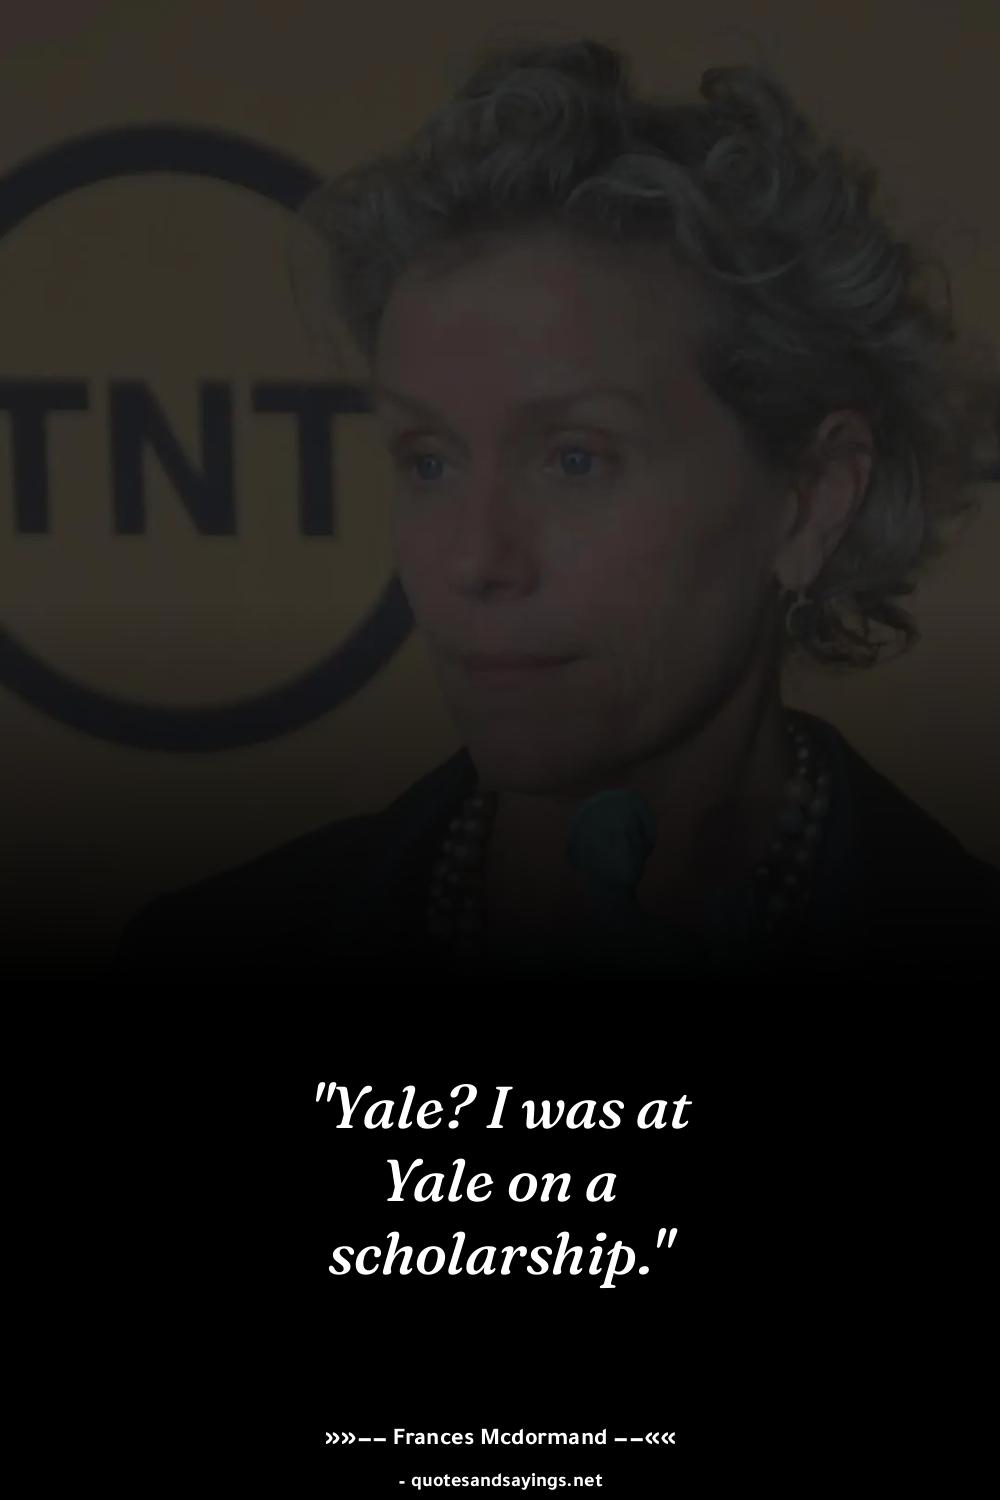 TNT
"Yale? I was at
Yale on a
scholarship."
»»−− Frances Mcdormand −−««
- quotesandsayings.net